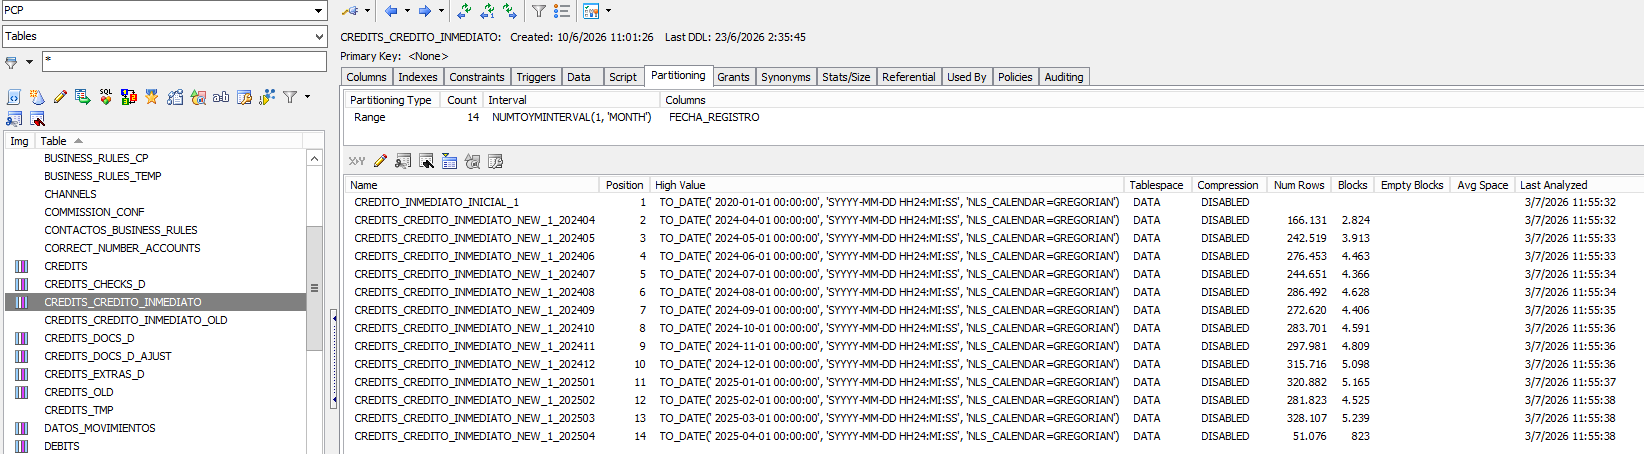 PCP
Tables
*
Img Table
BUSINESS_RULES_CP
BUSINESS_RULES_TEMP
CHANNELS
COMMISSION_CONF
CONTACTOS_BUSINESS_RULES
CORRECT_NUMBER_ACCOUNTS
CREDITS
CREDITS_CHECKS_D
CREDITS_CREDITO_INMEDIATO
CREDITS_CREDITO_INMEDIATO_OLD
CREDITS_DOCS_D
CREDITS_DOCS_D_AJUST
CREDITS_EXTRAS_D
CREDITS_OLD
CREDITS_TMP
DATOS_MOVIMIENTOS
DEBITS
CREDITS_CREDITO_INMEDIATO: Created: 10/6/2026 11:01:26 Last DDL: 23/6/2026 2:35:45
Primary Key: <None>
Columns Indexes Constraints Triggers Data Script Partitioning Grants Synonyms Stats/Size Referential Used By Policies Auditing
Partitioning Type Count Interval Columns
Range 14 NUMTOYMINTERVAL(1, 'MONTH') FECHA_REGISTRO
Name Position High Value Tablespace Compression Num Rows Blocks Empty Blocks Avg Space Last Analyzed
CREDITO_INMEDIATO_INICIAL_1 1 TO_DATE(' 2020-01-01 00:00:00', 'SYYYY-MM-DD HH24:MI:SS', 'NLS_CALENDAR=GREGORIAN') DATA DISABLED 3/7/2026 11:55:32
CREDITS_CREDITO_INMEDIATO_NEW_1_202404 2 TO_DATE(' 2024-04-01 00:00:00', 'SYYYY-MM-DD HH24:MI:SS', 'NLS_CALENDAR=GREGORIAN') DATA DISABLED 166.131 2.824 3/7/2026 11:55:32
CREDITS_CREDITO_INMEDIATO_NEW_1_202405 3 TO_DATE(' 2024-05-01 00:00:00', 'SYYYY-MM-DD HH24:MI:SS', 'NLS_CALENDAR=GREGORIAN') DATA DISABLED 242.519 3.913 3/7/2026 11:55:33
CREDITS_CREDITO_INMEDIATO_NEW_1_202406 4 TO_DATE(' 2024-06-01 00:00:00', 'SYYYY-MM-DD HH24:MI:SS', 'NLS_CALENDAR=GREGORIAN') DATA DISABLED 276.453 4.463 3/7/2026 11:55:33
CREDITS_CREDITO_INMEDIATO_NEW_1_202407 5 TO_DATE(' 2024-07-01 00:00:00', 'SYYYY-MM-DD HH24:MI:SS', 'NLS_CALENDAR=GREGORIAN') DATA DISABLED 244.651 4.366 3/7/2026 11:55:34
CREDITS_CREDITO_INMEDIATO_NEW_1_202408 6 TO_DATE(' 2024-08-01 00:00:00', 'SYYYY-MM-DD HH24:MI:SS', 'NLS_CALENDAR=GREGORIAN') DATA DISABLED 286.492 4.628 3/7/2026 11:55:34
CREDITS_CREDITO_INMEDIATO_NEW_1_202409 7 TO_DATE(' 2024-09-01 00:00:00', 'SYYYY-MM-DD HH24:MI:SS', 'NLS_CALENDAR=GREGORIAN') DATA DISABLED 272.620 4.406 3/7/2026 11:55:35
CREDITS_CREDITO_INMEDIATO_NEW_1_202410 8 TO_DATE(' 2024-10-01 00:00:00', 'SYYYY-MM-DD HH24:MI:SS', 'NLS_CALENDAR=GREGORIAN') DATA DISABLED 283.701 4.591 3/7/2026 11:55:36
CREDITS_CREDITO_INMEDIATO_NEW_1_202411 9 TO_DATE(' 2024-11-01 00:00:00', 'SYYYY-MM-DD HH24:MI:SS', 'NLS_CALENDAR=GREGORIAN') DATA DISABLED 297.981 4.809 3/7/2026 11:55:36
CREDITS_CREDITO_INMEDIATO_NEW_1_202412 10 TO_DATE(' 2024-12-01 00:00:00', 'SYYYY-MM-DD HH24:MI:SS', 'NLS_CALENDAR=GREGORIAN') DATA DISABLED 315.716 5.098 3/7/2026 11:55:36
CREDITS_CREDITO_INMEDIATO_NEW_1_202501 11 TO_DATE(' 2025-01-01 00:00:00', 'SYYYY-MM-DD HH24:MI:SS', 'NLS_CALENDAR=GREGORIAN') DATA DISABLED 320.882 5.165 3/7/2026 11:55:37
CREDITS_CREDITO_INMEDIATO_NEW_1_202502 12 TO_DATE(' 2025-02-01 00:00:00', 'SYYYY-MM-DD HH24:MI:SS', 'NLS_CALENDAR=GREGORIAN') DATA DISABLED 281.823 4.525 3/7/2026 11:55:38
CREDITS_CREDITO_INMEDIATO_NEW_1_202503 13 TO_DATE(' 2025-03-01 00:00:00', 'SYYYY-MM-DD HH24:MI:SS', 'NLS_CALENDAR=GREGORIAN') DATA DISABLED 328.107 5.239 3/7/2026 11:55:38
CREDITS_CREDITO_INMEDIATO_NEW_1_202504 14 TO_DATE(' 2025-04-01 00:00:00', 'SYYYY-MM-DD HH24:MI:SS', 'NLS_CALENDAR=GREGORIAN') DATA DISABLED 51.076 823 3/7/2026 11:55:38